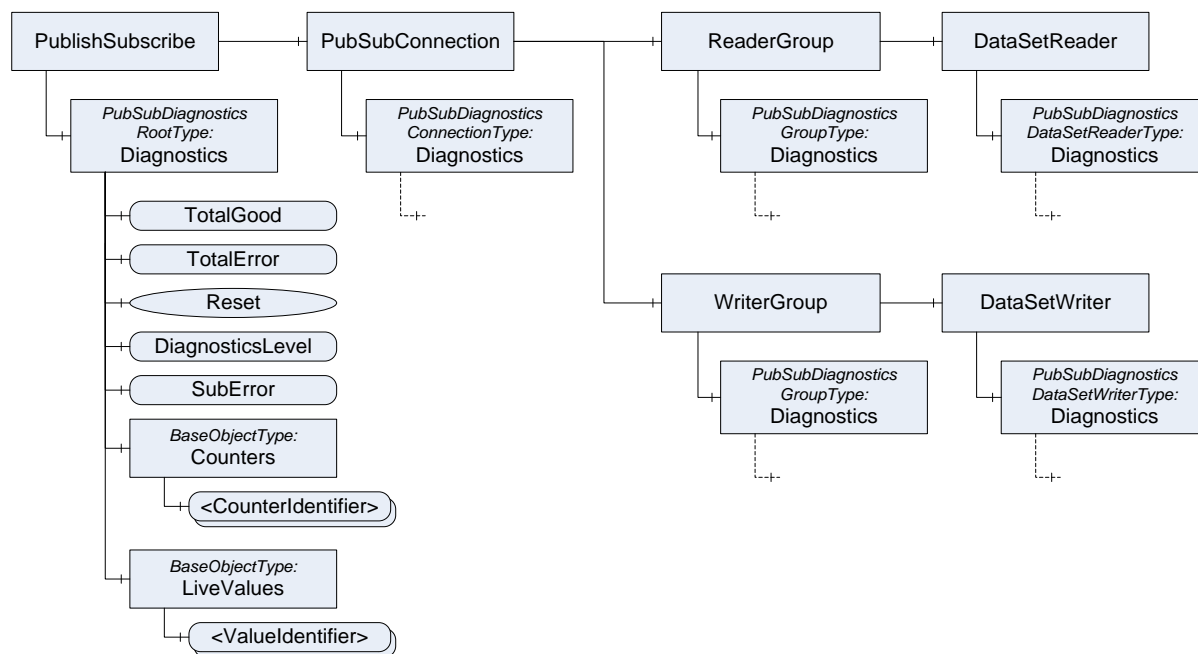 PublishSubscribe
PubSubConnection
ReaderGroup
DataSetReader
PubSubDiagnostics
RootType:
Diagnostics
PubSubDiagnostics
ConnectionType:
Diagnostics
PubSubDiagnostics
GroupType:
Diagnostics
PubSubDiagnostics
DataSetReaderType:
Diagnostics
TotalGood
TotalError
Reset
DiagnosticsLevel
SubError
BaseObjectType:
Counters
<CounterIdentifier>
BaseObjectType:
LiveValues
<ValueIdentifier>
WriterGroup
DataSetWriter
PubSubDiagnostics
GroupType:
Diagnostics
PubSubDiagnostics
DataSetWriterType:
Diagnostics